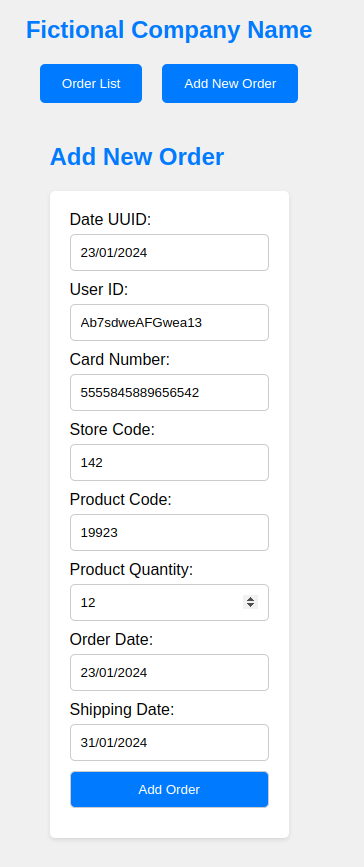 Fictional Company Name
Order List Add New Order
Add New Order
Date UUID:
23/01/2024
User ID:
Ab7sdweAFGwea13
Card Number:
5555845889656542
Store Code:
142
Product Code:
19923
Product Quantity:
12
Order Date:
23/01/2024
Shipping Date:
31/01/2024
Add Order